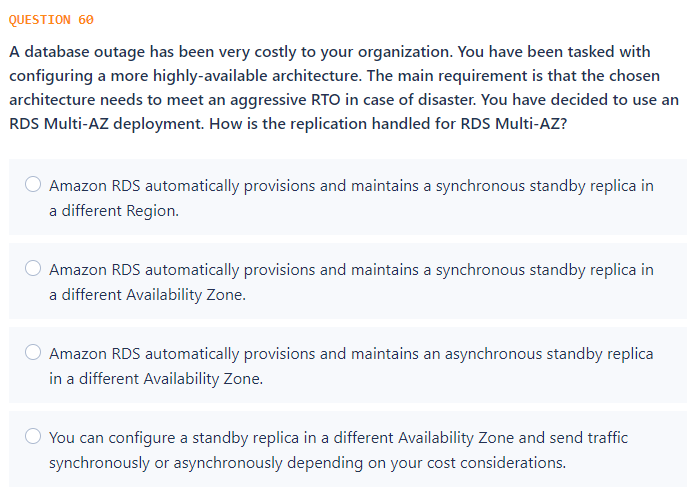 QUESTION 60
A database outage has been very costly to your organization. You have been tasked with
configuring a more highly-available architecture. The main requirement is that the chosen
architecture needs to meet an aggressive RTO in case of disaster. You have decided to use an
RDS Multi-AZ deployment. How is the replication handled for RDS Multi-AZ?
Amazon RDS automatically provisions and maintains a synchronous standby replica in
a different Region.
Amazon RDS automatically provisions and maintains a synchronous standby replica in
a different Availability Zone.
Amazon RDS automatically provisions and maintains an asynchronous standby replica
in a different Availability Zone.
You can configure a standby replica in a different Availability Zone and send traffic
synchronously or asynchronously depending on your cost considerations.